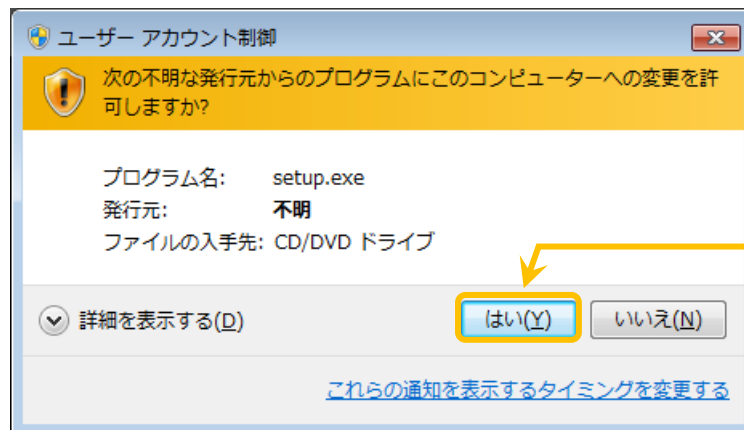 ユーザー アカウント制御
次の不明な発行元からのプログラムにこのコンピューターへの変更を許
可しますか?
プログラム名: setup.exe
発行元: 不明
ファイルの入手先: CD/DVD ドライブ
詳細を表示する(D)
はい(Y)
いいえ(N)
これらの通知を表示するタイミングを変更する